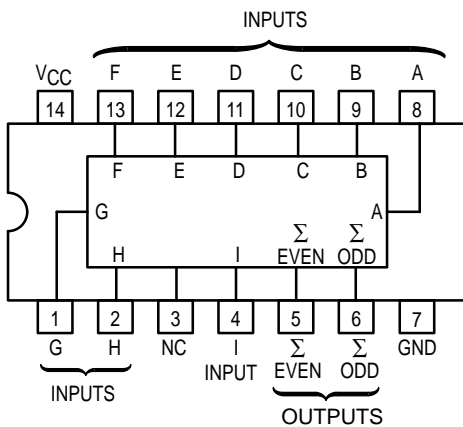 INPUTS
VCC F E D C B A
14 13 12 11 10 9 8
F E D C B
G A
Σ Σ
H I EVEN ODD
1 2 3 4 5 6 7
G H NC I Σ Σ GND
INPUT EVEN ODD
INPUTS
OUTPUTS